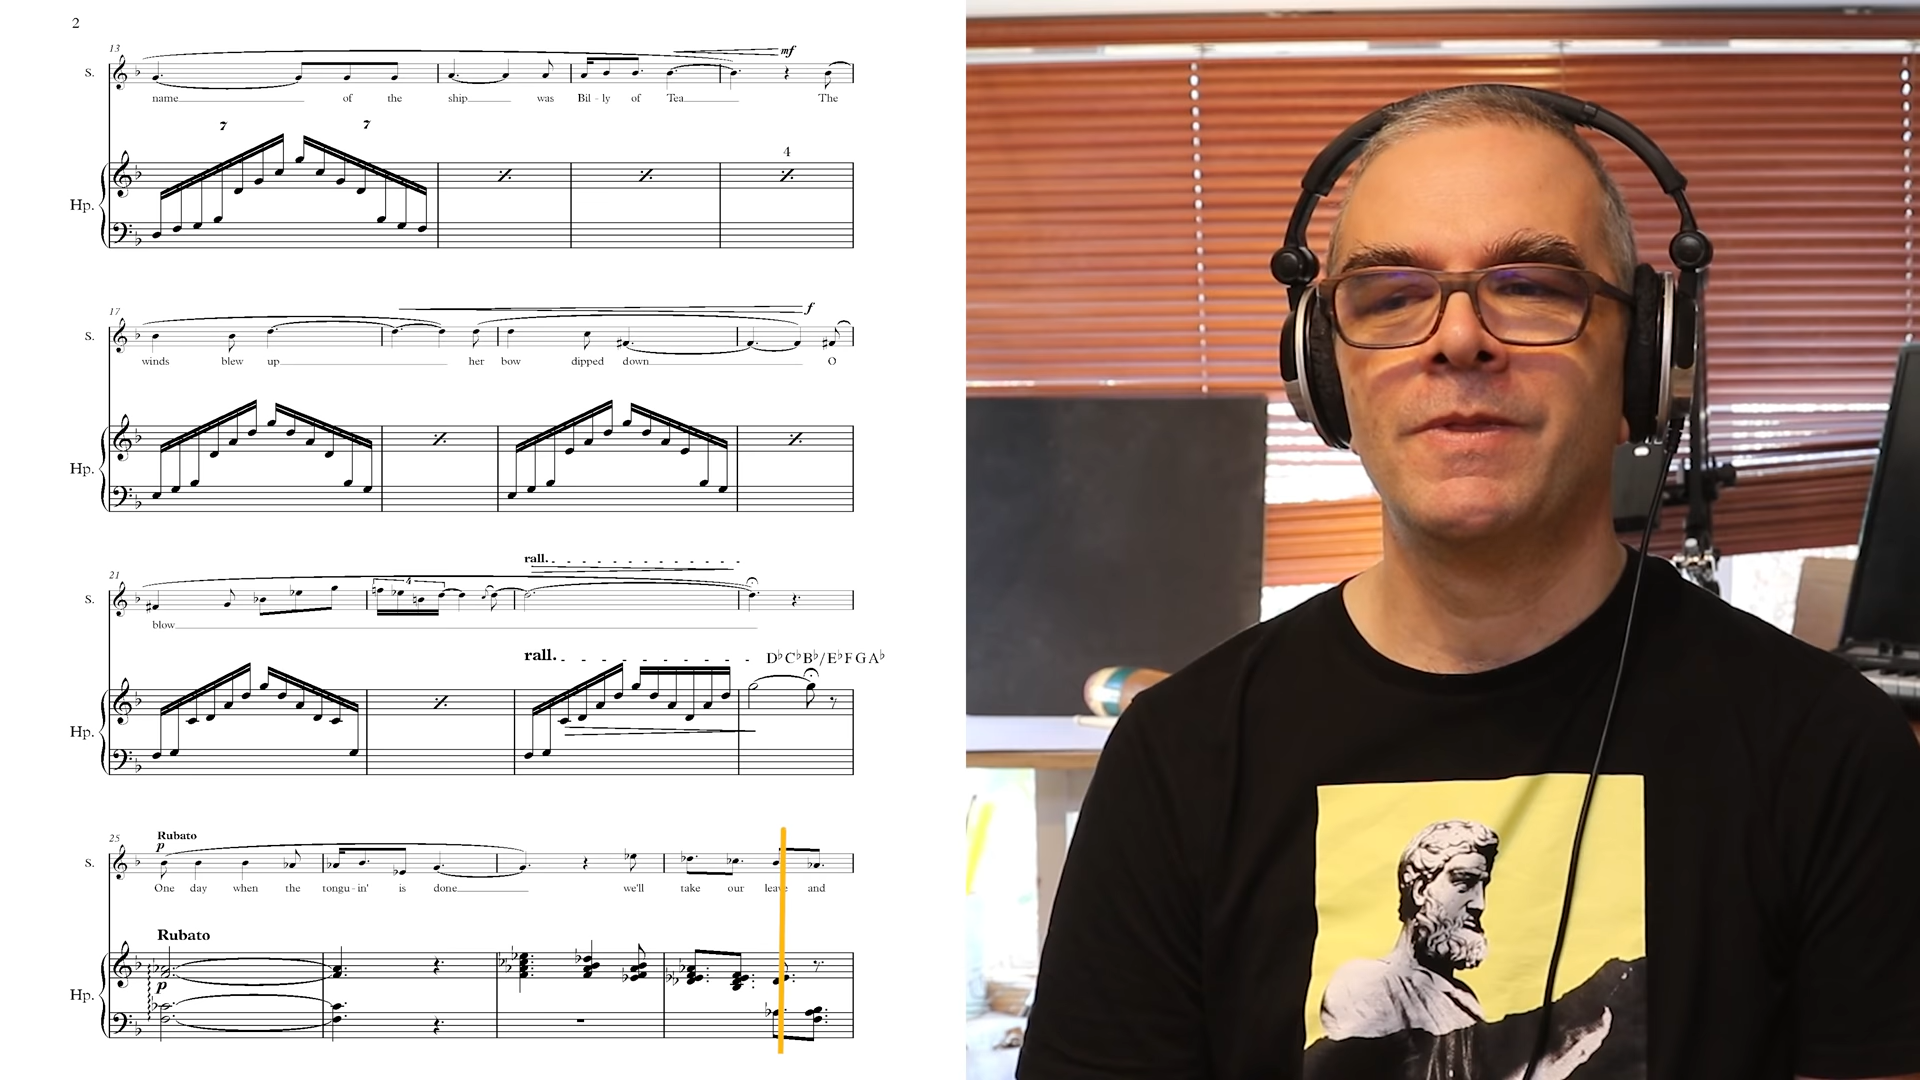 2
13
mf
S.
name of the ship was Bil - ly of Tea The
7 7
4
Hp.
17
f
S.
winds blew up her bow dipped down O
Hp.
rall.
21
4
S.
blow
rall. D♭C♭B♭/E♭FGA♭
Hp.
25 Rubato
p
S.
One day when the tongu - in' is done we'll take our leave and
Rubato
p
Hp.